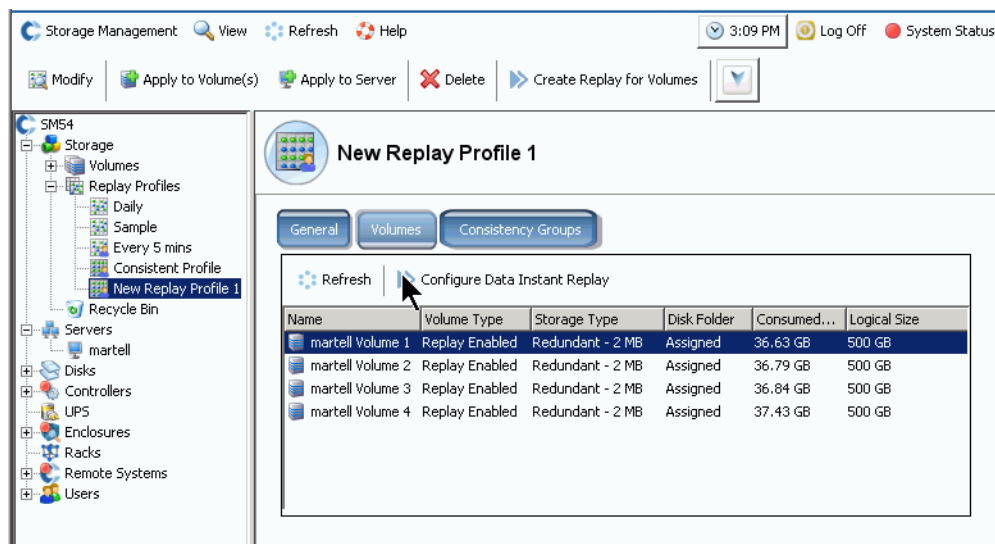 Storage Management View Refresh Help 3:09 PM Log Off System Status
Modify Apply to Volume(s) Apply to Server Delete Create Replay for Volumes
SM54
Storage
Volumes
Replay Profiles
Daily
Sample
Every 5 mins
Consistent Profile
New Replay Profile 1
Recycle Bin
Servers
martell
Disks
Controllers
UPS
Enclosures
Racks
Remote Systems
Users
New Replay Profile 1
General Volumes Consistency Groups
Refresh Configure Data Instant Replay
Name Volume Type Storage Type Disk Folder Consumed... Logical Size
martell Volume 1 Replay Enabled Redundant - 2 MB Assigned 36.63 GB 500 GB
martell Volume 2 Replay Enabled Redundant - 2 MB Assigned 36.79 GB 500 GB
martell Volume 3 Replay Enabled Redundant - 2 MB Assigned 36.84 GB 500 GB
martell Volume 4 Replay Enabled Redundant - 2 MB Assigned 37.43 GB 500 GB